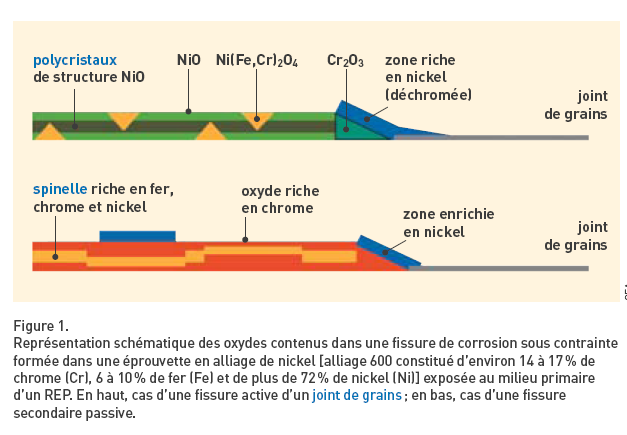 polycristaux
de structure NiO
NiO
Ni(Fe,Cr)₂O₄
Cr₂O₃
zone riche
en nickel
(déchromée)
joint
de grains
spinelle riche en fer,
chrome et nickel
oxyde riche
en chrome
zone enrichie
en nickel
joint
de grains
Figure 1.
Représentation schématique des oxydes contenus dans une fissure de corrosion sous contrainte
formée dans une éprouvette en alliage de nickel [alliage 600 constitué d'environ 14 à 17% de
chrome (Cr), 6 à 10% de fer (Fe) et de plus de 72% de nickel (Ni)] exposée au milieu primaire
d'un REP. En haut, cas d'une fissure active d'un joint de grains ; en bas, cas d'une fissure
secondaire passive.